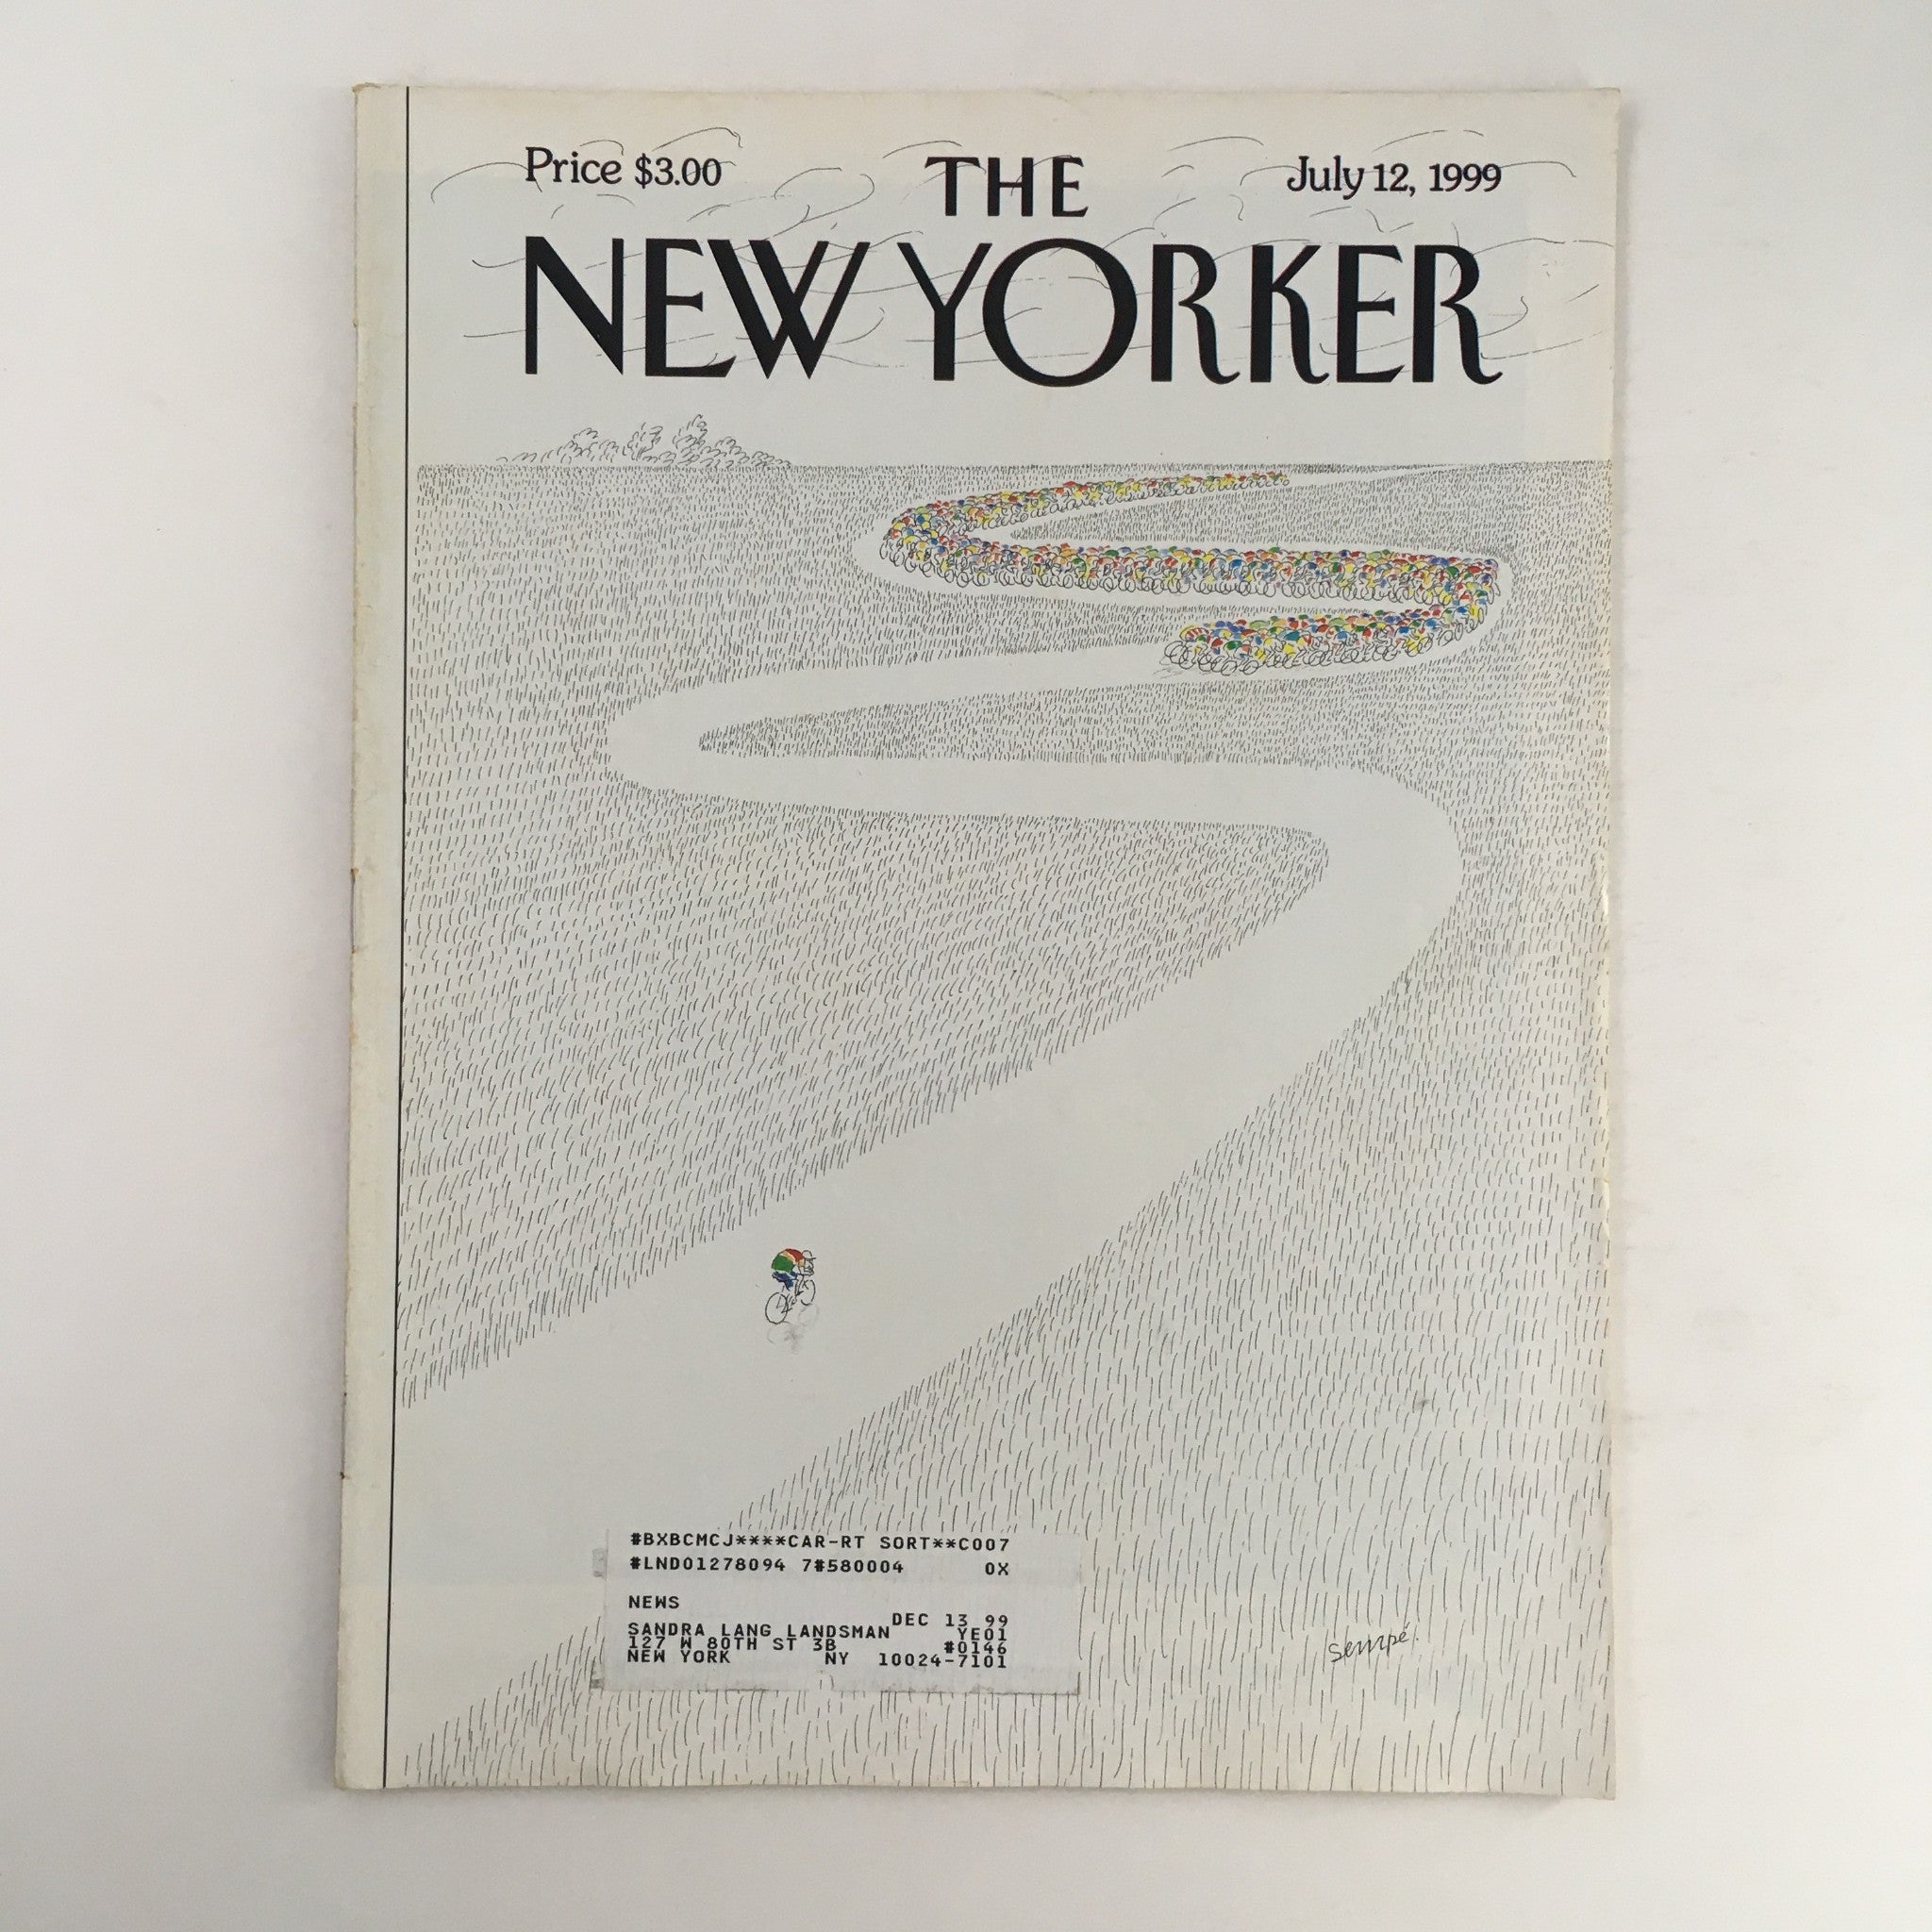 Price $3.00
THE
July 12, 1999
NEW YORKER
#BXBCMCJ****CAR-RT SORT**C007
#LND01278094 7#580004 0X
NEWS
DEC 13 99
SANDRA LANG LANDSMAN YE01
127 W 80TH ST 3B #0146
NEW YORK NY 10024-7101
Sempé.